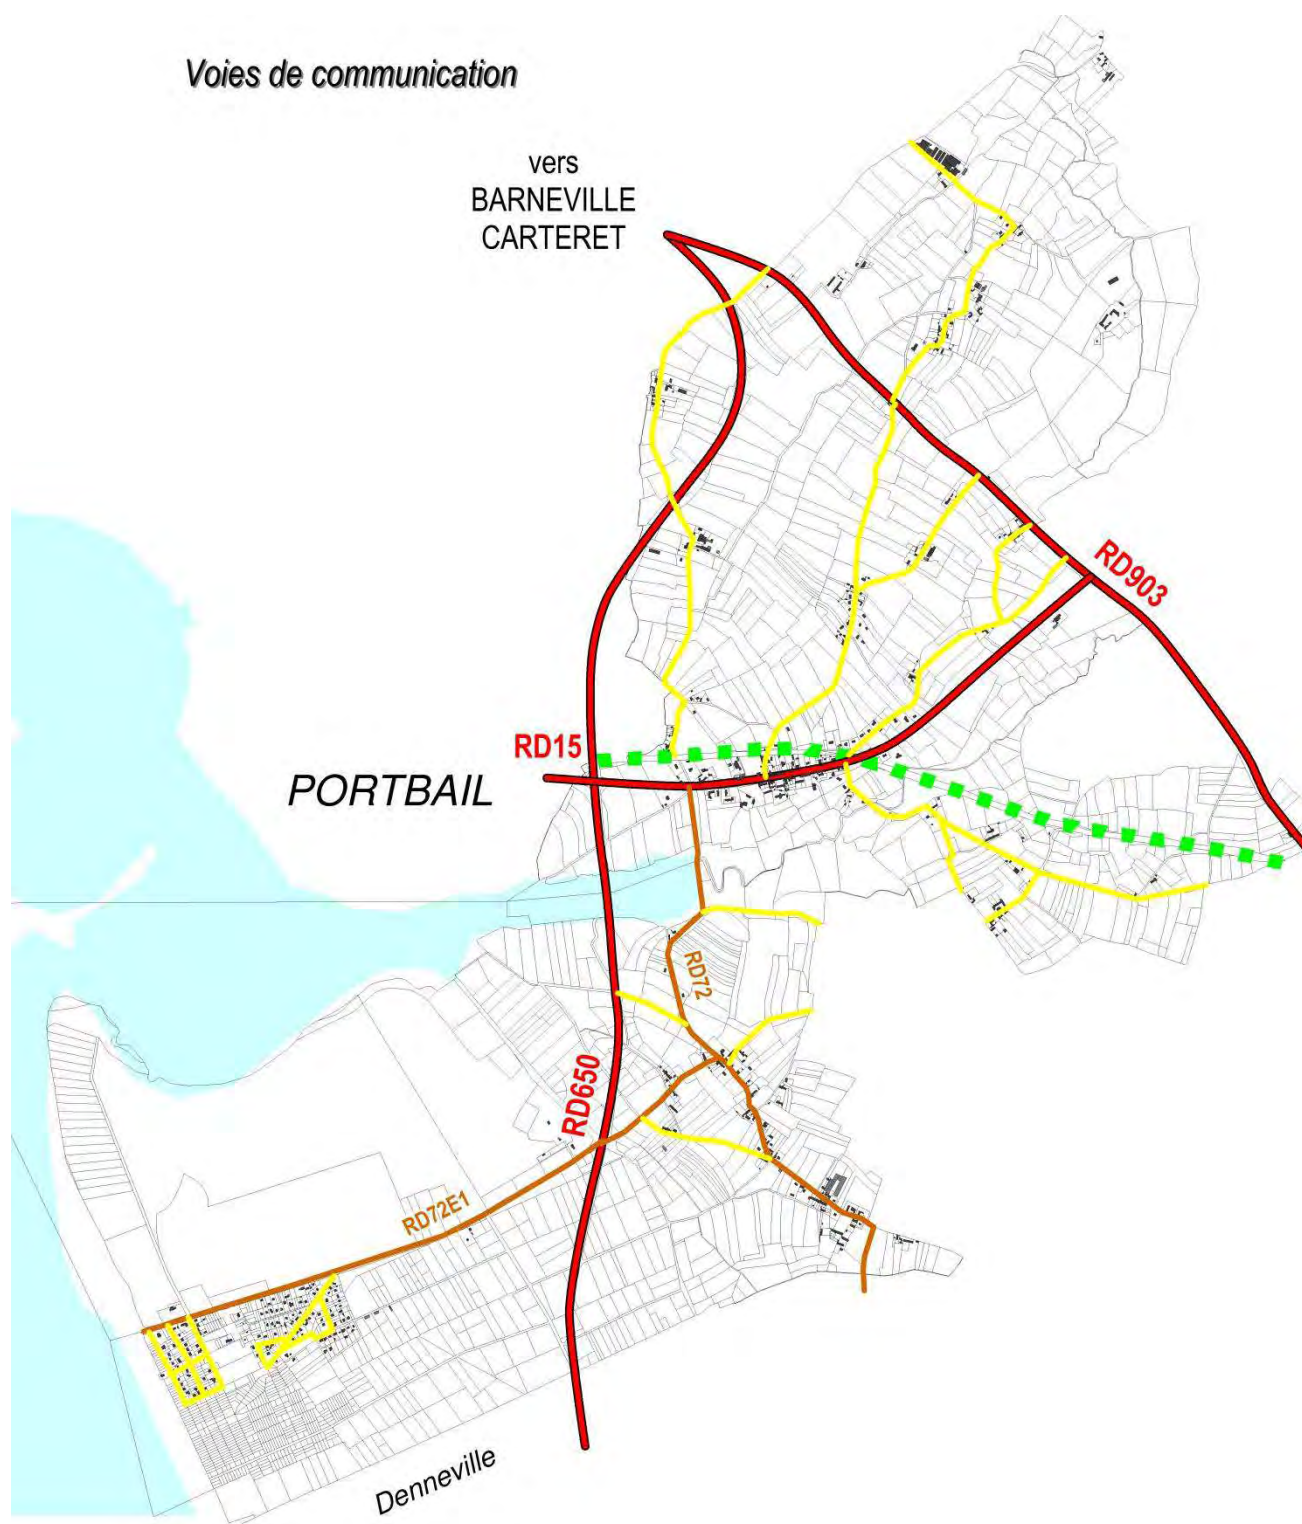 Voies de communication
vers
BARNEVILLE
CARTERET
RD903
RD15
PORTBAIL
RD72
RD650
RD72E1
Denneville